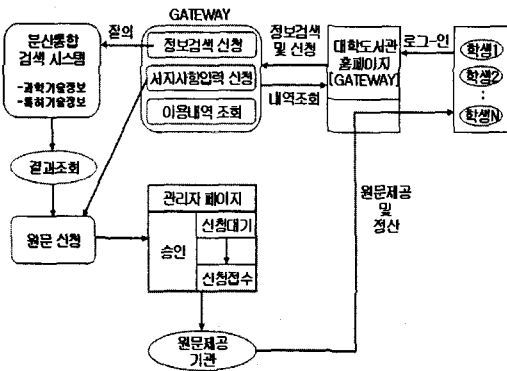 GATEWAY
질의
분산통합
검색 시스템
-과학기술정보
-특허기술정보
정보검색 신청
서지사항입력 신청
이용내역 조회
정보검색
및 신청
내역조회
대학도서관
홈페이지
[GATEWAY]
로그-인
학생1
학생2
⋮
학생N
결과조회
원문 신청
관리자 페이지
승인
신청대기
신청접수
원문제공
및
정산
원문제공
기관